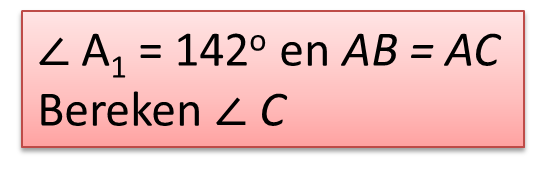 ∠ A₁ = 142° en AB = AC
Bereken ∠ C